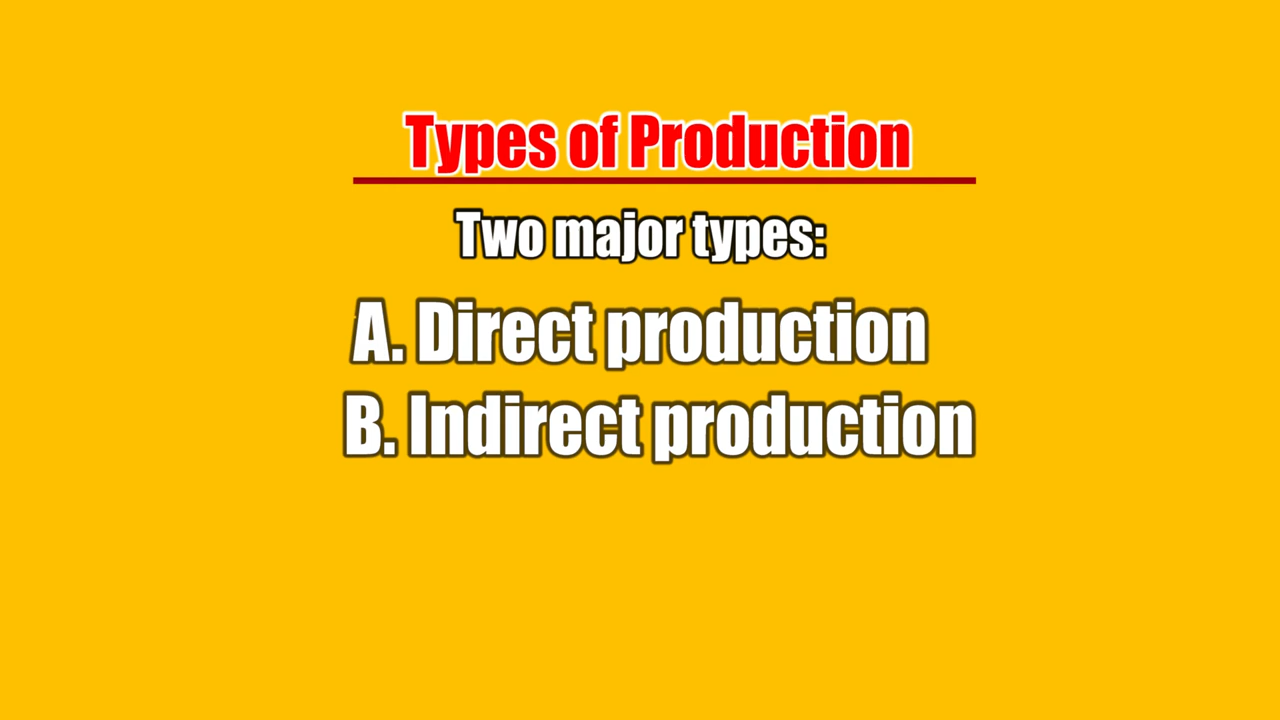 Types of Production
Two major types:
A. Direct production
B. Indirect production